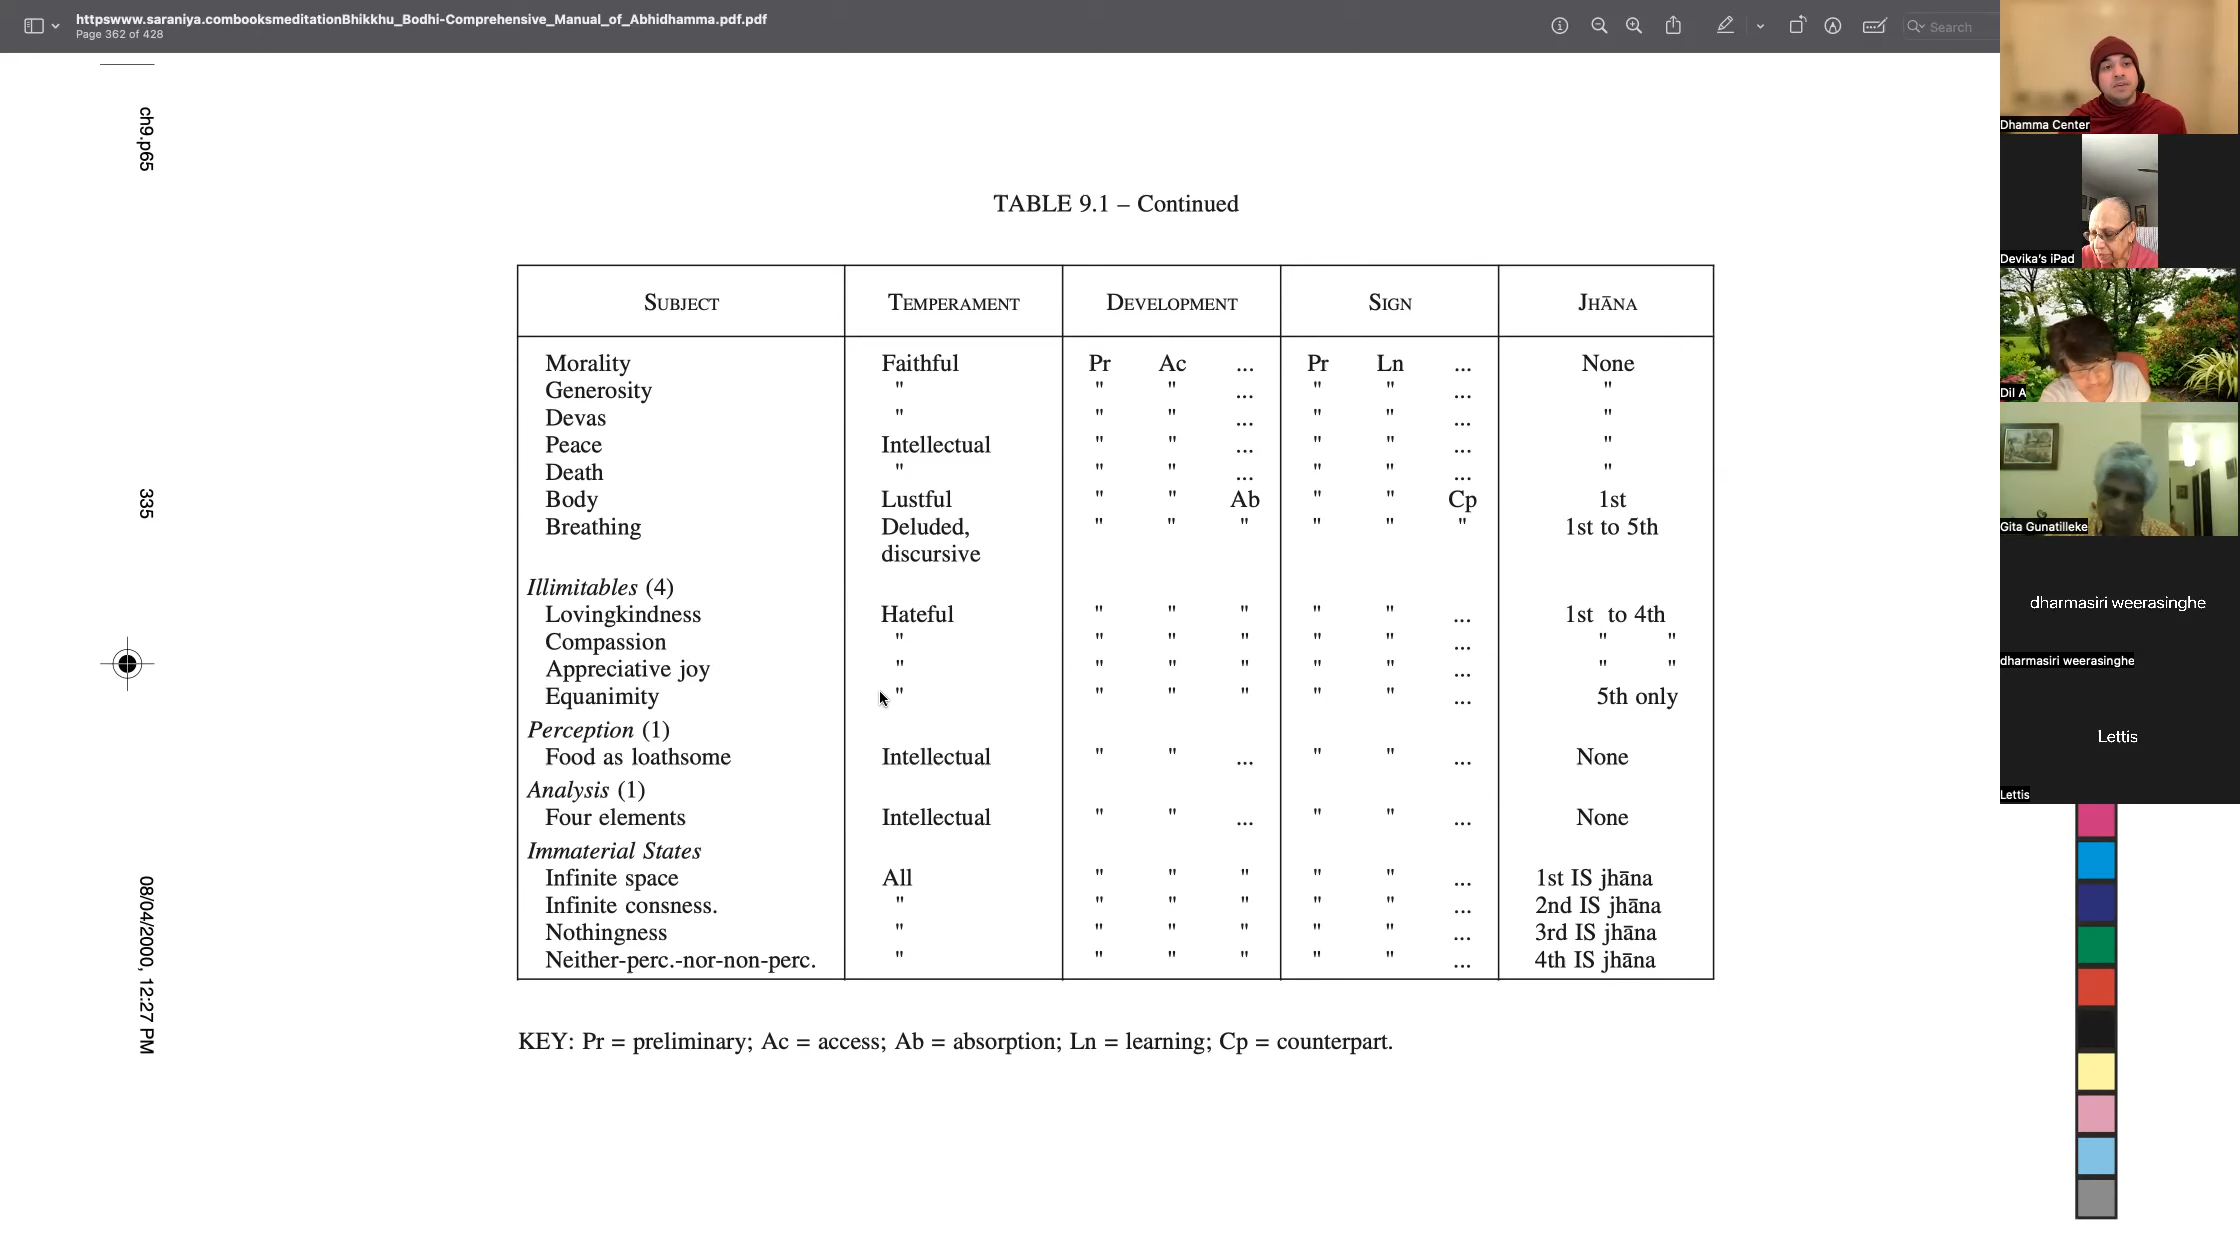 httpswww.saraniya.combooksmeditationBhikkhu_Bodhi-Comprehensive_Manual_of_Abhidhamma.pdf.pdf
Page 362 of 428
Search
ch9.p65
335
08/04/2000, 12:27 PM
TABLE 9.1 – Continued
SUBJECT TEMPERAMENT DEVELOPMENT SIGN JHĀNA
Morality Faithful Pr Ac ... Pr Ln ... None
Generosity " " " ... " " ... "
Devas " " " ... " " ... "
Peace Intellectual " " ... " " ... "
Death " " " ... " " ... "
Body Lustful " " Ab " " Cp 1st
Breathing Deluded, " " " " " " 1st to 5th
discursive
Illimitables (4)
Lovingkindness Hateful " " " " " ... 1st to 4th
Compassion " " " " " " ... " "
Appreciative joy " " " " " " ... " "
Equanimity " " " " " " ... 5th only
Perception (1)
Food as loathsome Intellectual " " ... " " ... None
Analysis (1)
Four elements Intellectual " " ... " " ... None
Immaterial States
Infinite space All " " " " " ... 1st IS jhāna
Infinite consness. " " " " " " ... 2nd IS jhāna
Nothingness " " " " " " ... 3rd IS jhāna
Neither-perc.-nor-non-perc. " " " " " " ... 4th IS jhāna
KEY: Pr = preliminary; Ac = access; Ab = absorption; Ln = learning; Cp = counterpart.
Dhamma Center
Devika's iPad
Dil A
Gita Gunatilleke
dharmasiri weerasinghe
dharmasiri weerasinghe
Lettis
Lettis